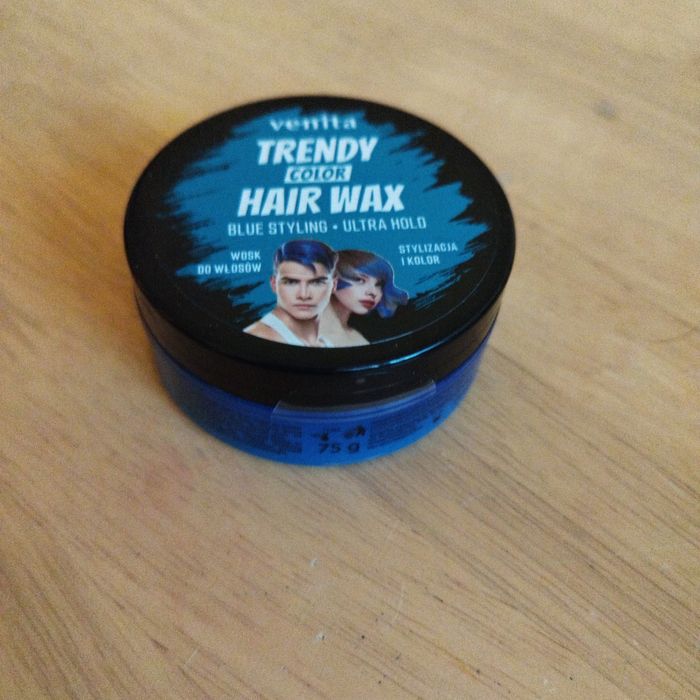 venita
TRENDY
COLOR
HAIR WAX
BLUE STYLING • ULTRA HOLD
WOSK
DO WŁOSÓW
STYLIZACJA
I KOLOR
75 g